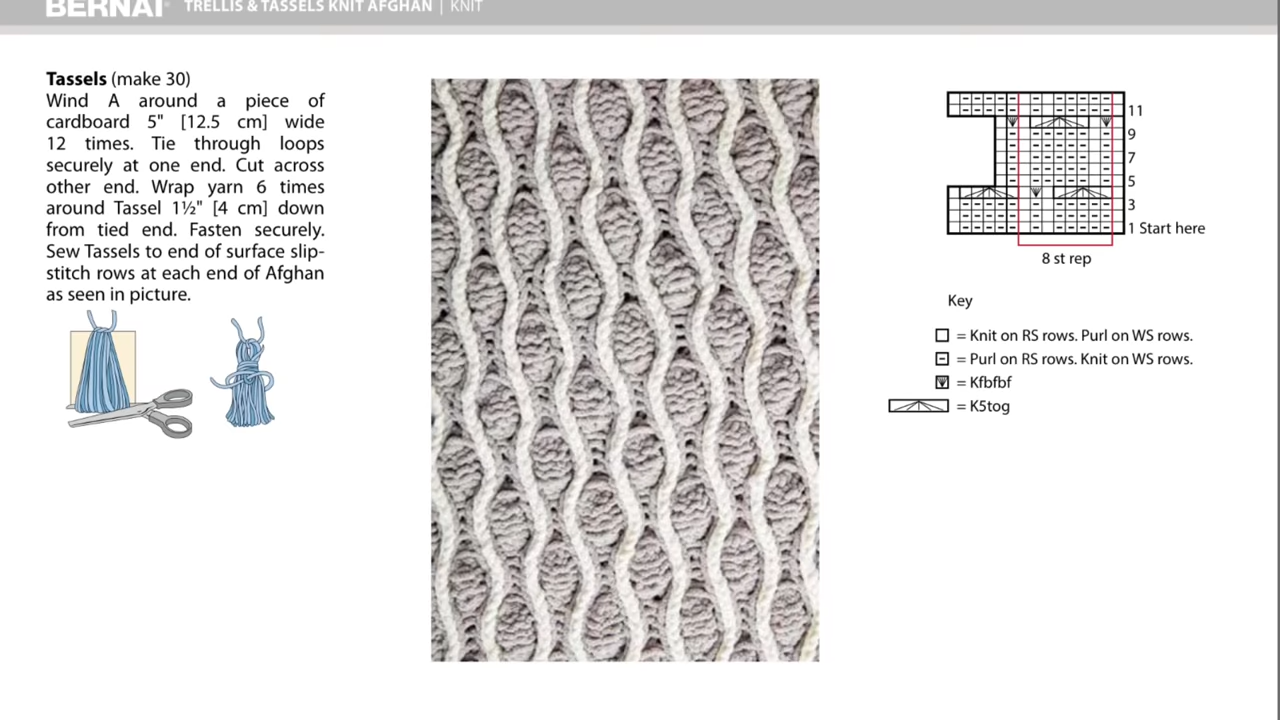 BERNAT® TRELLIS & TASSELS KNIT AFGHAN | KNIT
Tassels (make 30)
Wind A around a piece of
cardboard 5" [12.5 cm] wide
12 times. Tie through loops
securely at one end. Cut across
other end. Wrap yarn 6 times
around Tassel 1½" [4 cm] down
from tied end. Fasten securely.
Sew Tassels to end of surface slip-
stitch rows at each end of Afghan
as seen in picture.
11
9
7
5
3
1 Start here
8 st rep
Key
= Knit on RS rows. Purl on WS rows.
= Purl on RS rows. Knit on WS rows.
= Kfbfbf
= K5tog